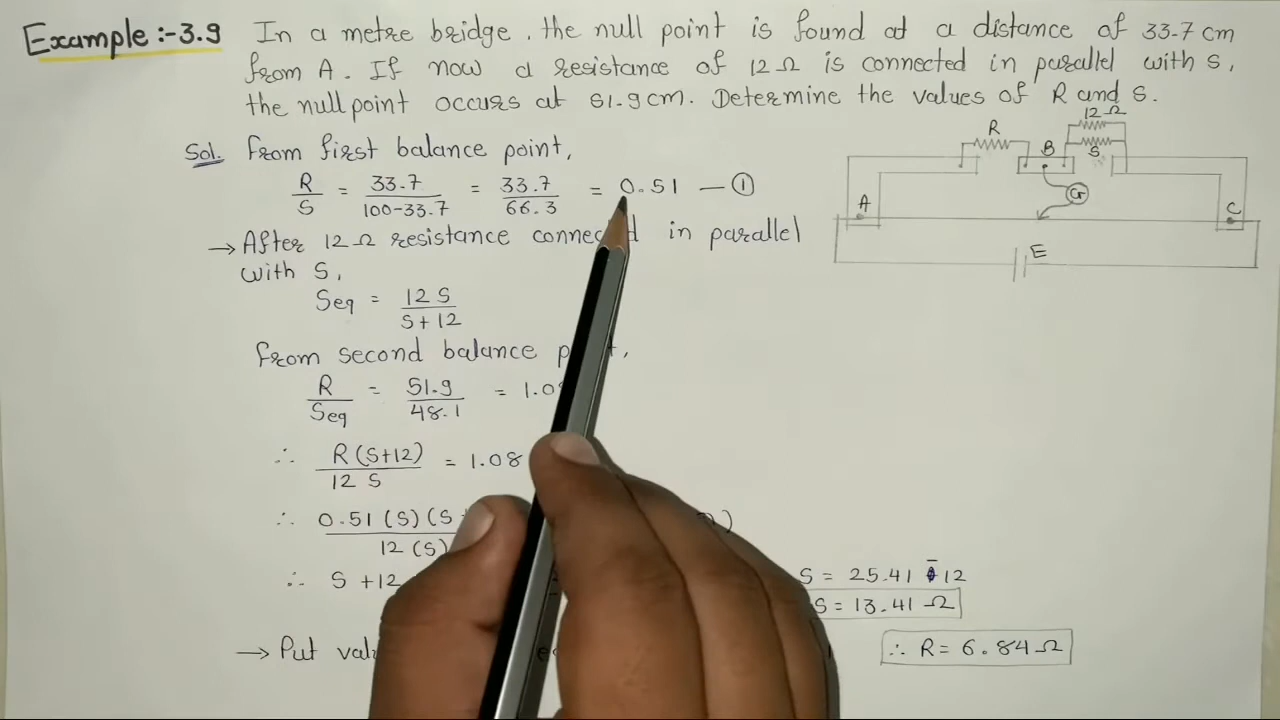 Example :- 3.9 In a metre bridge, the null point is found at a distance of 33.7 cm
from A. If now a resistance of 12 Ω is connected in parallel with S,
the null point occurs at 51.9 cm. Determine the values of R and S.
Sol. From first balance point,
R/S = 33.7/100-33.7 = 33.7/66.3 = 0.51 — ①
→ After 12 Ω resistance connected in parallel
with S,
Seq = 12 S/S+12
From second balance
R/Seq = 51.9/48.1 = 1.08
∴ R(S+12)/12 S = 1.08
∴ 0.51 (S) (S/12 (S)
∴ S + 12
S = 25.41 - 12
S = 13.41 Ω
→ Put
∴ R = 6.84 Ω
12 Ω
R
B
S
G
A
C
E